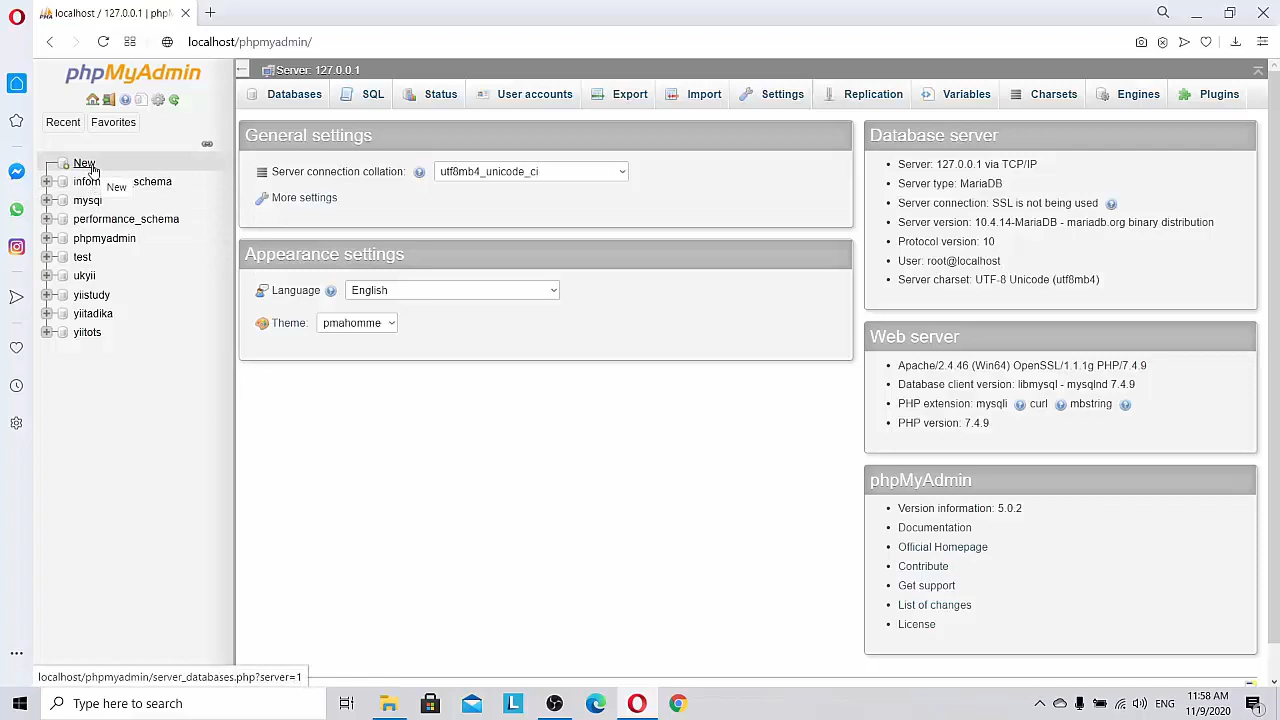 localhost / 127.0.0.1 | phpM
localhost/phpmyadmin/
phpMyAdmin
Recent
Favorites
New
New
information_schema
mysql
performance_schema
phpmyadmin
test
ukyii
yiistudy
yiitadika
yiitots
Server: 127.0.0.1
Databases
SQL
Status
User accounts
Export
Import
Settings
Replication
Variables
Charsets
Engines
Plugins
General settings
Server connection collation:
utf8mb4_unicode_ci
More settings
Appearance settings
Language
English
Theme:
pmahomme
Database server
• Server: 127.0.0.1 via TCP/IP
• Server type: MariaDB
• Server connection: SSL is not being used
• Server version: 10.4.14-MariaDB - mariadb.org binary distribution
• Protocol version: 10
• User: root@localhost
• Server charset: UTF-8 Unicode (utf8mb4)
Web server
• Apache/2.4.46 (Win64) OpenSSL/1.1.1g PHP/7.4.9
• Database client version: libmysql - mysqlnd 7.4.9
• PHP extension: mysqli curl mbstring
• PHP version: 7.4.9
phpMyAdmin
• Version information: 5.0.2
• Documentation
• Official Homepage
• Contribute
• Get support
• List of changes
• License
localhost/phpmyadmin/server_databases.php?server=1
Type here to search
ENG
11:58 AM
11/9/2020